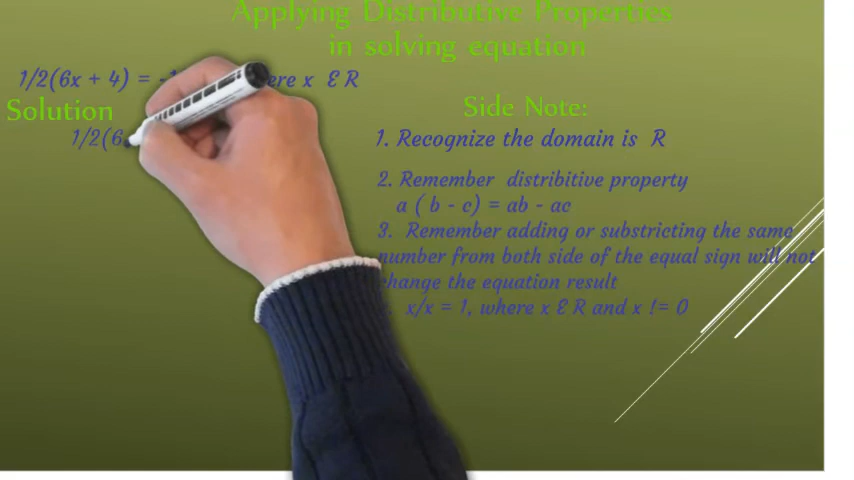 Applying Distributive Properties
in solving equation
1/2(6x + 4) = -1 ere x ℇ R
Solution
1/2(6
Side Note:
1. Recognize the domain is R
2. Remember distribitive property
a ( b - c) = ab - ac
3. Remember adding or substricting the same
number from both side of the equal sign will not
change the equation result
x/x = 1, where x ℇ R and x != 0